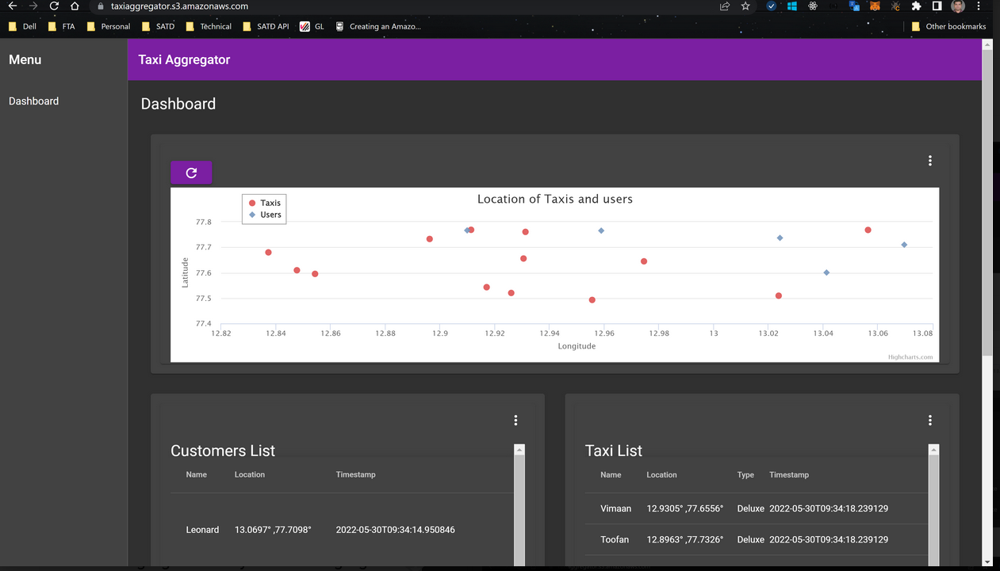 taxiaggregator.s3.amazonaws.com
Dell FTA Personal SATD Technical SATD API GL Creating an Amazo... Other bookmarks
Menu
Taxi Aggregator
Dashboard
Dashboard
Taxis
Users
Location of Taxis and users
Latitude
77.8
77.7
77.6
77.5
77.4
12.82 12.84 12.86 12.88 12.9 12.92 12.94 12.96 12.98 13 13.02 13.04 13.06 13.08
Longitude
Highcharts.com
Customers List
Name Location Timestamp
Leonard 13.0697° ,77.7098° 2022-05-30T09:34:14.950846
Taxi List
Name Location Type Timestamp
Vimaan 12.9305° ,77.6556° Deluxe 2022-05-30T09:34:18.239129
Toofan 12.8963° ,77.7326° Deluxe 2022-05-30T09:34:18.239129